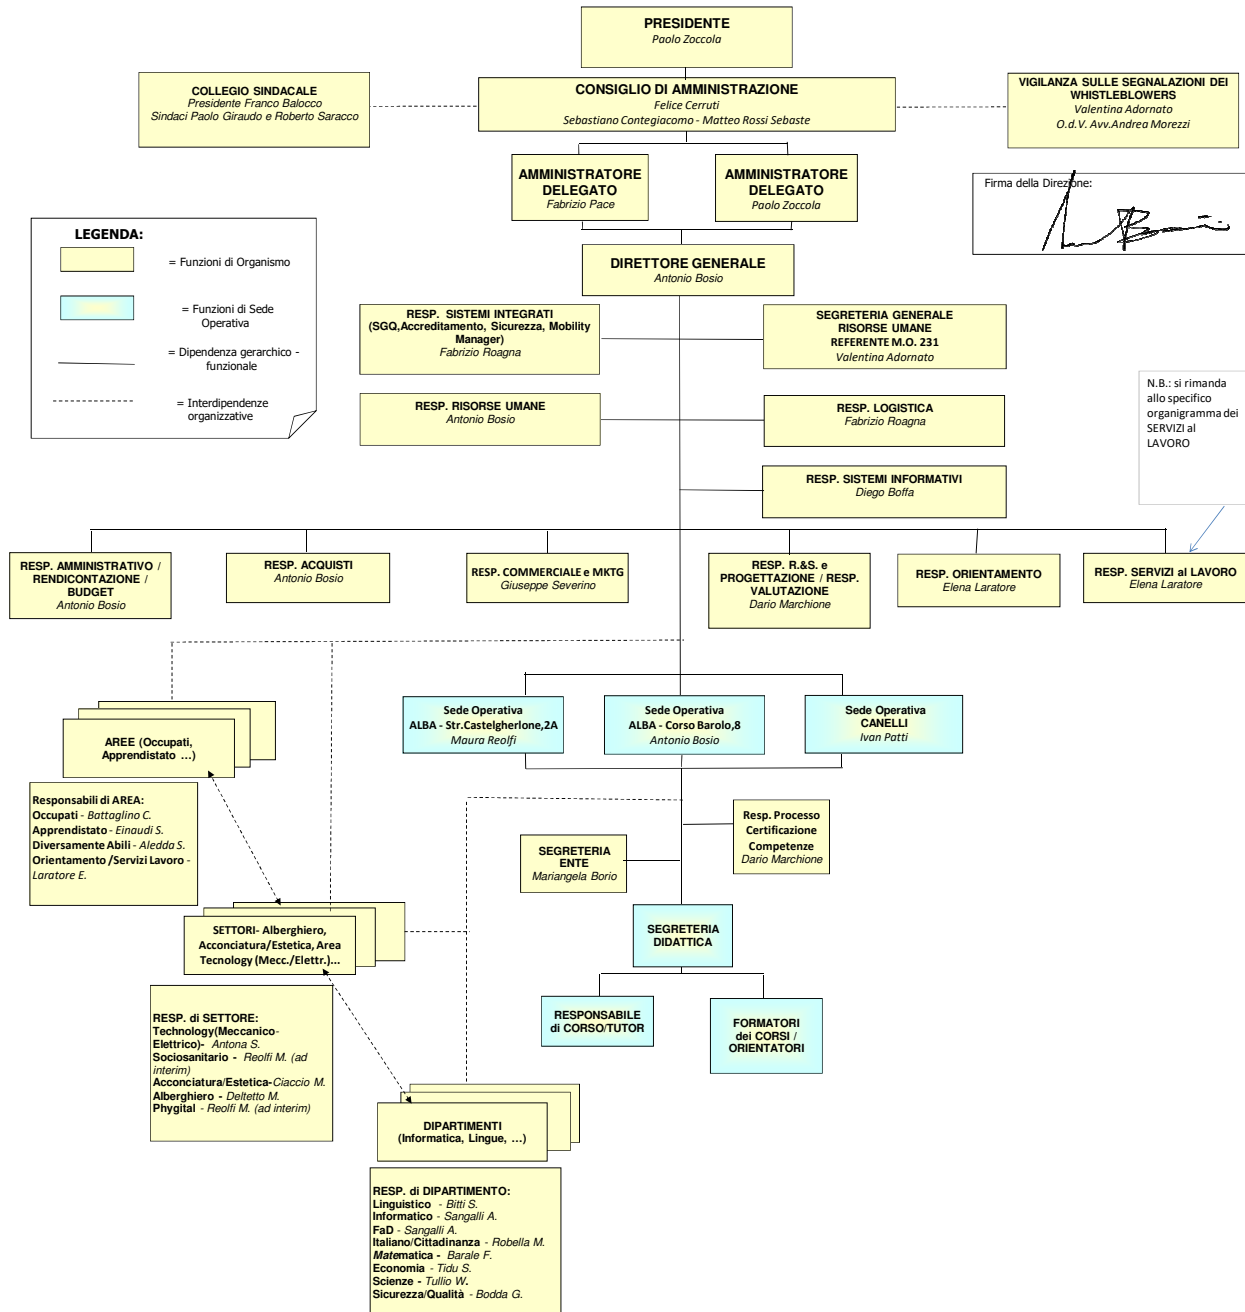 PRESIDENTE
Paolo Zoccola
COLLEGIO SINDACALE
Presidente Franco Balocco
Sindaci Paolo Giraudo e Roberto Saracco
CONSIGLIO DI AMMINISTRAZIONE
Felice Cerruti
Sebastiano Contegiacomo - Matteo Rossi Sebaste
VIGILANZA SULLE SEGNALAZIONI DEI
WHISTLEBLOWERS
Valentina Adornato
O.d.V. Avv.Andrea Morezzi
AMMINISTRATORE
DELEGATO
Fabrizio Pace
AMMINISTRATORE
DELEGATO
Paolo Zoccola
Firma della Direzione:
LEGENDA:
= Funzioni di Organismo
= Funzioni di Sede
Operativa
= Dipendenza gerarchico -
funzionale
= Interdipendenze
organizzative
DIRETTORE GENERALE
Antonio Bosio
RESP. SISTEMI INTEGRATI
(SGQ,Accreditamento, Sicurezza, Mobility
Manager)
Fabrizio Roagna
SEGRETERIA GENERALE
RISORSE UMANE
REFERENTE M.O. 231
Valentina Adornato
RESP. RISORSE UMANE
Antonio Bosio
RESP. LOGISTICA
Fabrizio Roagna
N.B.: si rimanda
allo specifico
organigramma dei
SERVIZI al
LAVORO
RESP. SISTEMI INFORMATIVI
Diego Boffa
RESP. AMMINISTRATIVO /
RENDICONTAZIONE /
BUDGET
Antonio Bosio
RESP. ACQUISTI
Antonio Bosio
RESP. COMMERCIALE e MKTG
Giuseppe Severino
RESP. R.&S. e
PROGETTAZIONE / RESP.
VALUTAZIONE
Dario Marchione
RESP. ORIENTAMENTO
Elena Laratore
RESP. SERVIZI al LAVORO
Elena Laratore
Sede Operativa
ALBA - Str.Castelgherlone,2A
Maura Reolfi
Sede Operativa
ALBA - Corso Barolo,8
Antonio Bosio
Sede Operativa
CANELLI
Ivan Patti
AREE (Occupati,
Apprendistato ...)
Responsabili di AREA:
Occupati - Battaglino C.
Apprendistato - Einaudi S.
Diversamente Abili - Aledda S.
Orientamento /Servizi Lavoro -
Laratore E.
Resp. Processo
Certificazione
Competenze
Dario Marchione
SEGRETERIA
ENTE
Mariangela Borio
SETTORI- Alberghiero,
Acconciatura/Estetica, Area
Tecnology (Mecc./Elettr.)...
SEGRETERIA
DIDATTICA
RESP. di SETTORE:
Technology(Meccanico-
Elettrico)- Antona S.
Sociosanitario - Reolfi M. (ad
interim)
Acconciatura/Estetica-Ciaccio M.
Alberghiero - Deltetto M.
Phygital - Reolfi M. (ad interim)
RESPONSABILE
di CORSO/TUTOR
FORMATORI
dei CORSI /
ORIENTATORI
DIPARTIMENTI
(Informatica, Lingue, ...)
RESP. di DIPARTIMENTO:
Linguistico - Bitti S.
Informatico - Sangalli A.
FaD - Sangalli A.
Italiano/Cittadinanza - Robella M.
Matematica - Barale F.
Economia - Tidu S.
Scienze - Tullio W.
Sicurezza/Qualità - Bodda G.